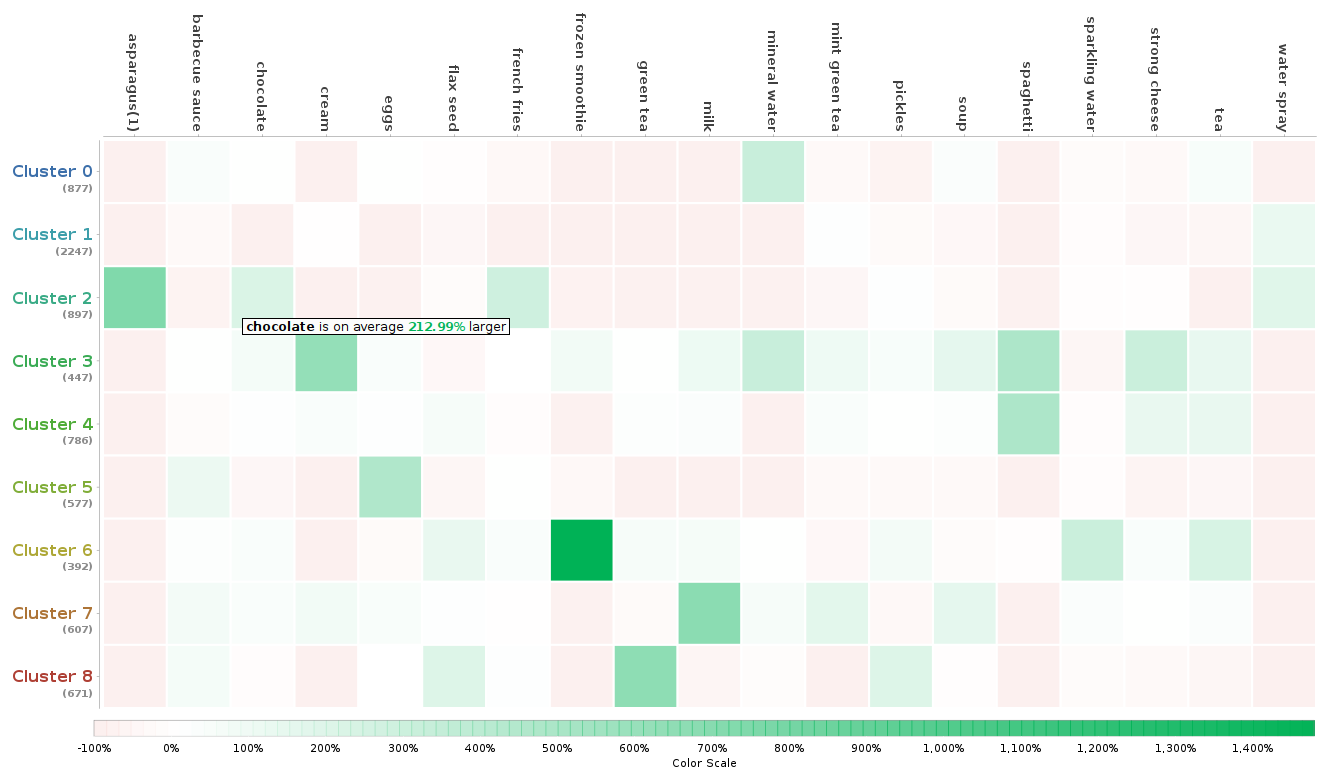 asparagus(1)
barbecue sauce
chocolate
cream
eggs
flax seed
french fries
frozen smoothie
green tea
milk
mineral water
mint green tea
pickles
soup
spaghetti
sparkling water
strong cheese
tea
water spray
Cluster 0
(877)
Cluster 1
(2247)
Cluster 2
(897)
chocolate is on average 212.99% larger
Cluster 3
(447)
Cluster 4
(786)
Cluster 5
(577)
Cluster 6
(392)
Cluster 7
(607)
Cluster 8
(671)
-100% 0% 100% 200% 300% 400% 500% 600% 700% 800% 900% 1,000% 1,100% 1,200% 1,300% 1,400%
Color Scale